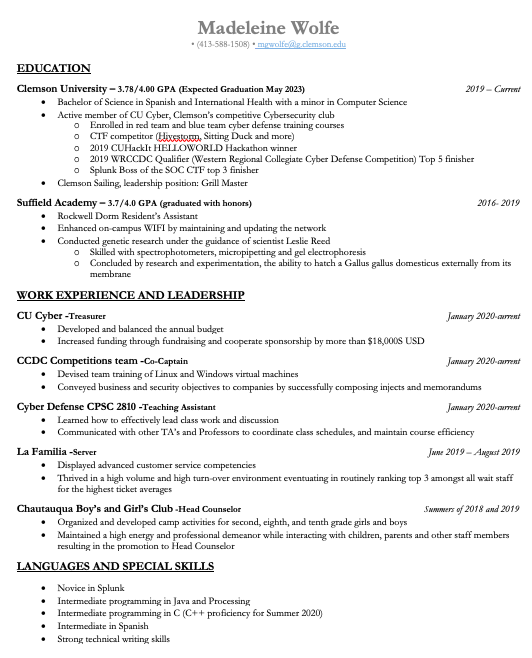 Madeleine Wolfe
• (413-588-1508) • mgwolfe@g.clemson.edu
EDUCATION
Clemson University – 3.78/4.00 GPA (Expected Graduation May 2023) 2019 – Current
• Bachelor of Science in Spanish and International Health with a minor in Computer Science
• Active member of CU Cyber, Clemson's competitive Cybersecurity club
o Enrolled in red team and blue team cyber defense training courses
o CTF competitor (Hivestorm, Sitting Duck and more)
o 2019 CUHackIt HELLOWORLD Hackathon winner
o 2019 WRCCDC Qualifier (Western Regional Collegiate Cyber Defense Competition) Top 5 finisher
o Splunk Boss of the SOC CTF top 3 finisher
• Clemson Sailing, leadership position: Grill Master
Suffield Academy – 3.7/4.0 GPA (graduated with honors) 2016- 2019
• Rockwell Dorm Resident's Assistant
• Enhanced on-campus WIFI by maintaining and updating the network
• Conducted genetic research under the guidance of scientist Leslie Reed
o Skilled with spectrophotometers, micropipetting and gel electrophoresis
o Concluded by research and experimentation, the ability to hatch a Gallus gallus domesticus externally from its
membrane
WORK EXPERIENCE AND LEADERSHIP
CU Cyber -Treasurer January 2020-current
• Developed and balanced the annual budget
• Increased funding through fundraising and cooperate sponsorship by more than $18,000S USD
CCDC Competitions team -Co-Captain January 2020-current
• Devised team training of Linux and Windows virtual machines
• Conveyed business and security objectives to companies by successfully composing injects and memorandums
Cyber Defense CPSC 2810 -Teaching Assistant January 2020-current
• Learned how to effectively lead class work and discussion
• Communicated with other TA's and Professors to coordinate class schedules, and maintain course efficiency
La Familia -Server June 2019 – August 2019
• Displayed advanced customer service competencies
• Thrived in a high volume and high turn-over environment eventuating in routinely ranking top 3 amongst all wait staff
for the highest ticket averages
Chautauqua Boy's and Girl's Club -Head Counselor Summers of 2018 and 2019
• Organized and developed camp activities for second, eighth, and tenth grade girls and boys
• Maintained a high energy and professional demeanor while interacting with children, parents and other staff members
resulting in the promotion to Head Counselor
LANGUAGES AND SPECIAL SKILLS
• Novice in Splunk
• Intermediate programming in Java and Processing
• Intermediate programming in C (C++ proficiency for Summer 2020)
• Intermediate in Spanish
• Strong technical writing skills